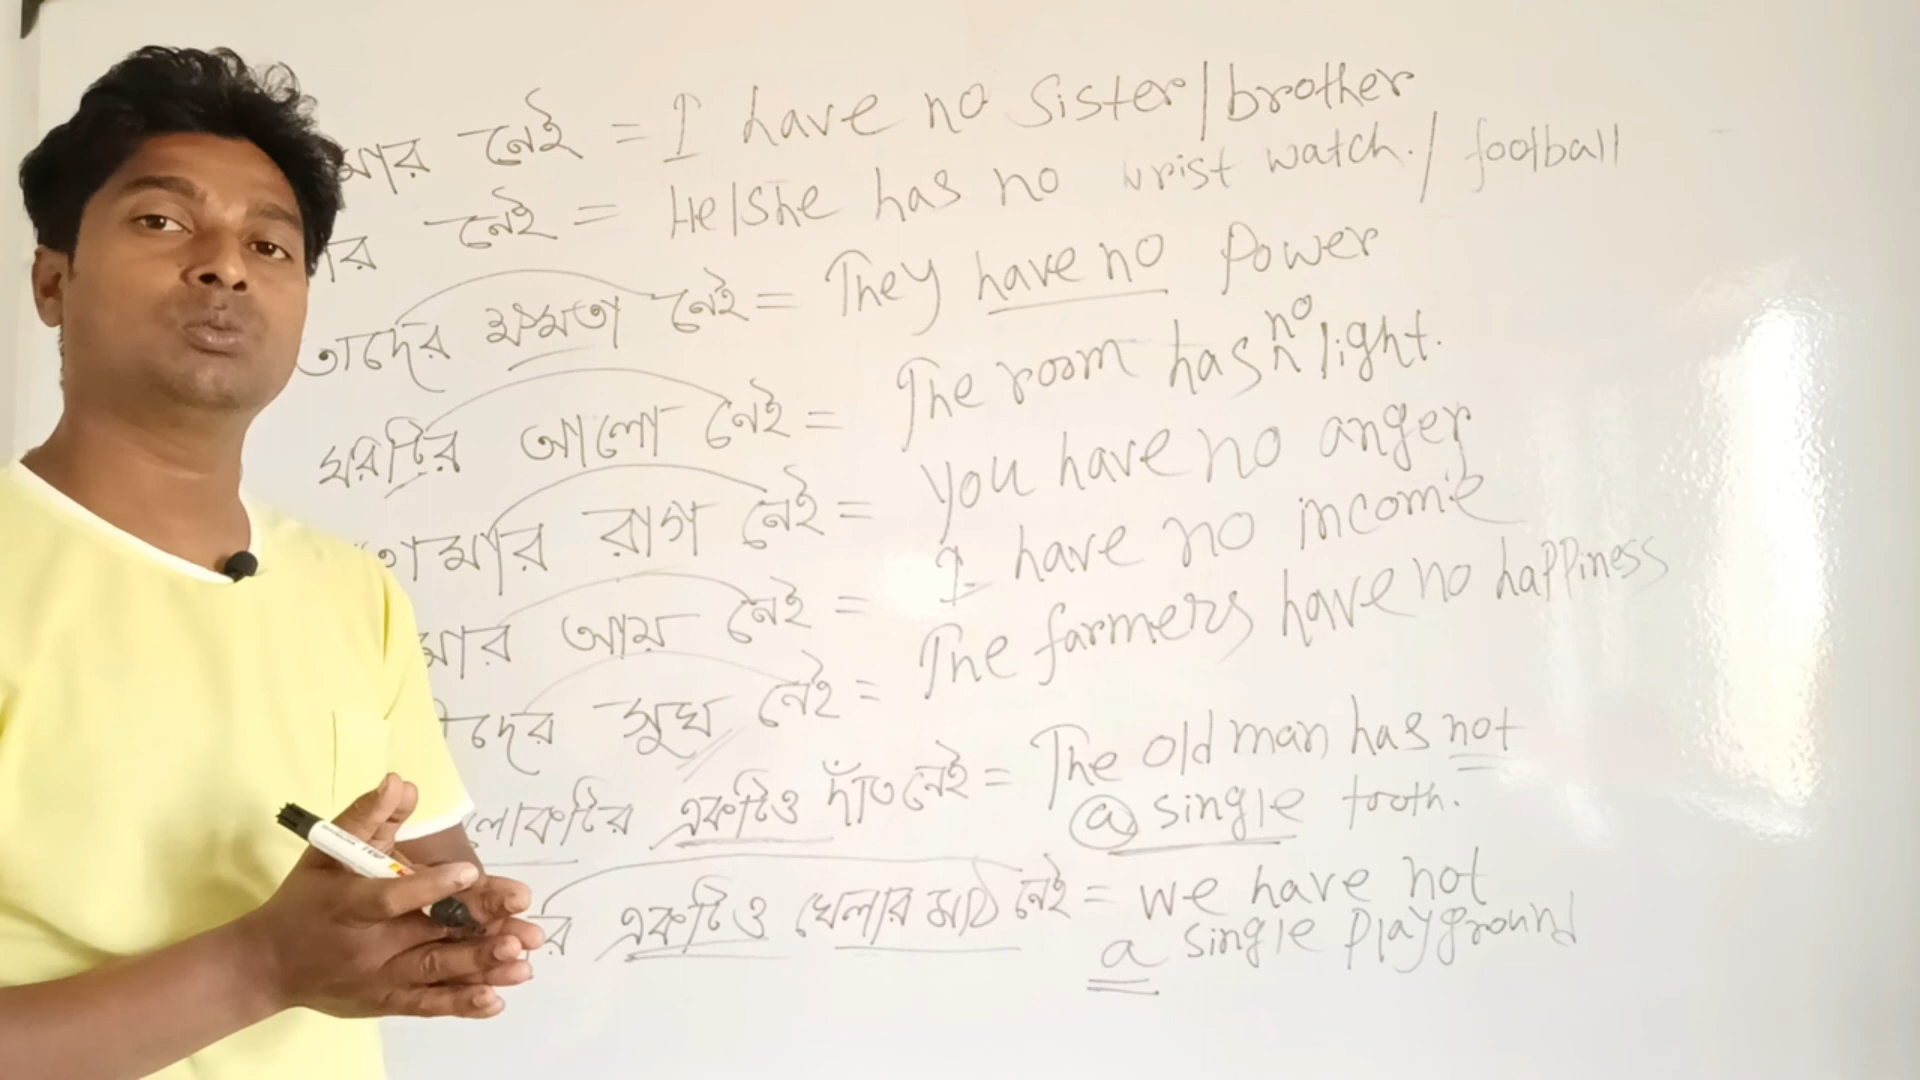 মার নেই = I have no sister/brother
ার নেই = He/she has no wrist watch./ football
তাদের ক্ষমতা নেই = They have no power
ঘরটির আলো নেই = The room has no light.
তোমার রাগ নেই = you have no anger
মার আয় নেই = I have no income
দের সুখ নেই = The farmers have no happiness
লোকটির একটিও দাঁত নেই = The old man has not
a single tooth.
র একটিও খেলার মাঠ নেই = we have not
a single playground